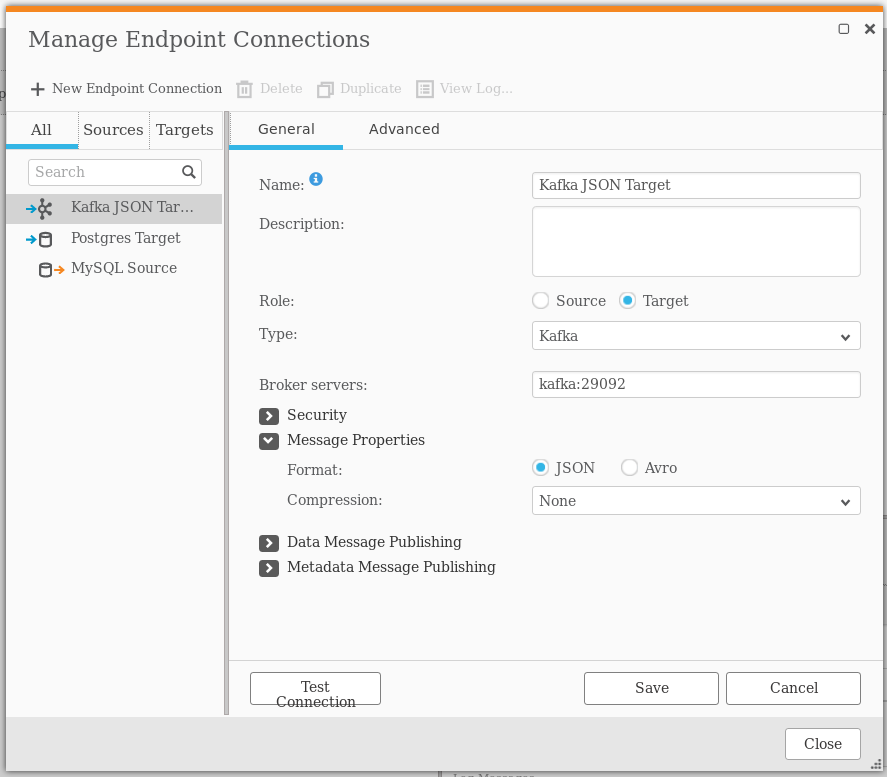 Manage Endpoint Connections
New Endpoint Connection Delete Duplicate View Log...
All Sources Targets
General Advanced
Search
Kafka JSON Tar...
Postgres Target
MySQL Source
Name: Kafka JSON Target
Description:
Role: Source Target
Type: Kafka
Broker servers: kafka:29092
Security
Message Properties
Format: JSON Avro
Compression: None
Data Message Publishing
Metadata Message Publishing
Test
Connection
Save Cancel
Close